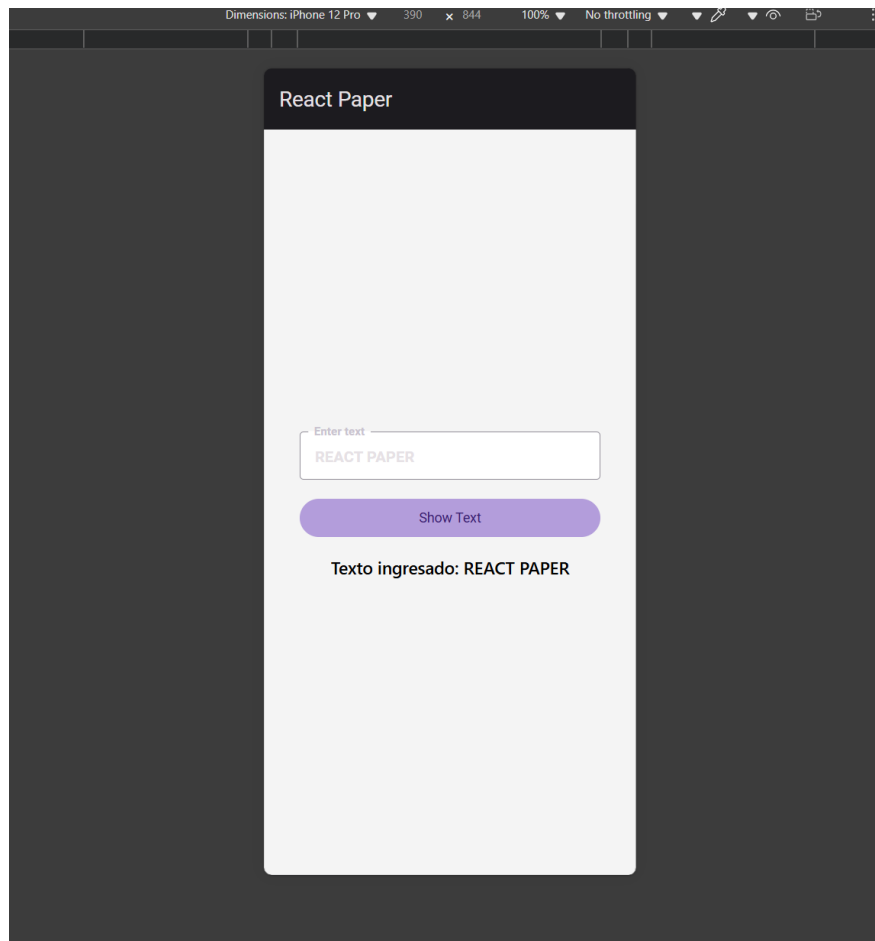 Dimensions: iPhone 12 Pro ▼ 390 × 844 100% ▼ No throttling ▼
React Paper
Enter text
REACT PAPER
Show Text
Texto ingresado: REACT PAPER